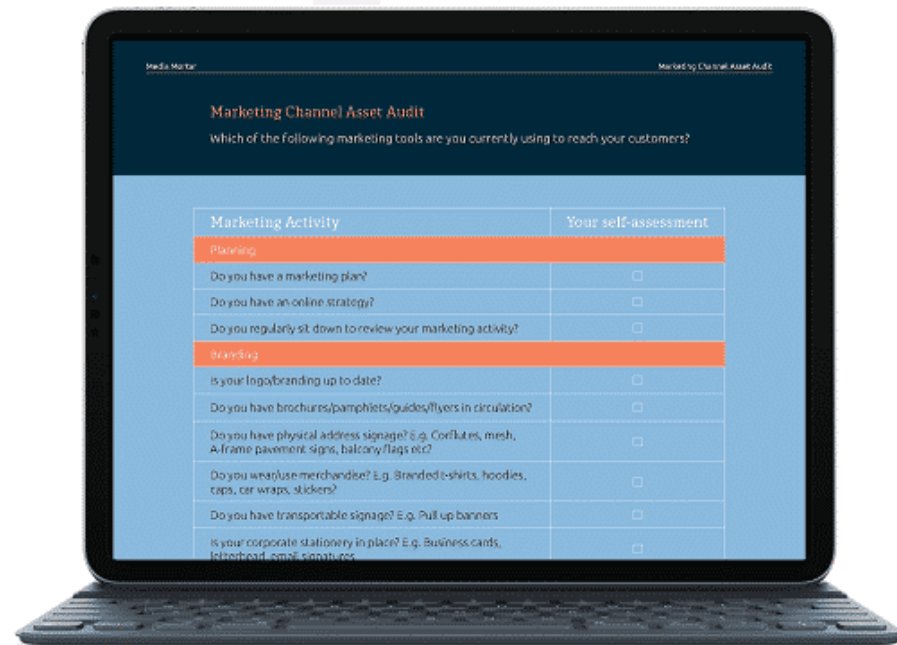 Media Mortar
Marketing Channel Asset Audit
Marketing Channel Asset Audit
Which of the following marketing tools are you currently using to reach your customers?
Marketing Activity
Your self-assessment
Planning
Do you have a marketing plan?
Do you have an online strategy?
Do you regularly sit down to review your marketing activity?
Branding
Is your logo/branding up to date?
Do you have brochures/pamphlets/guides/flyers in circulation?
Do you have physical address signage? E.g. Corflutes, mesh,
A-frame pavement signs, balcony flags etc?
Do you wear/use merchandise? E.g. Branded t-shirts, hoodies,
caps, car wraps, stickers?
Do you have transportable signage? E.g. Pull up banners
Is your corporate stationery in place? E.g. Business cards,
letterhead, email signatures